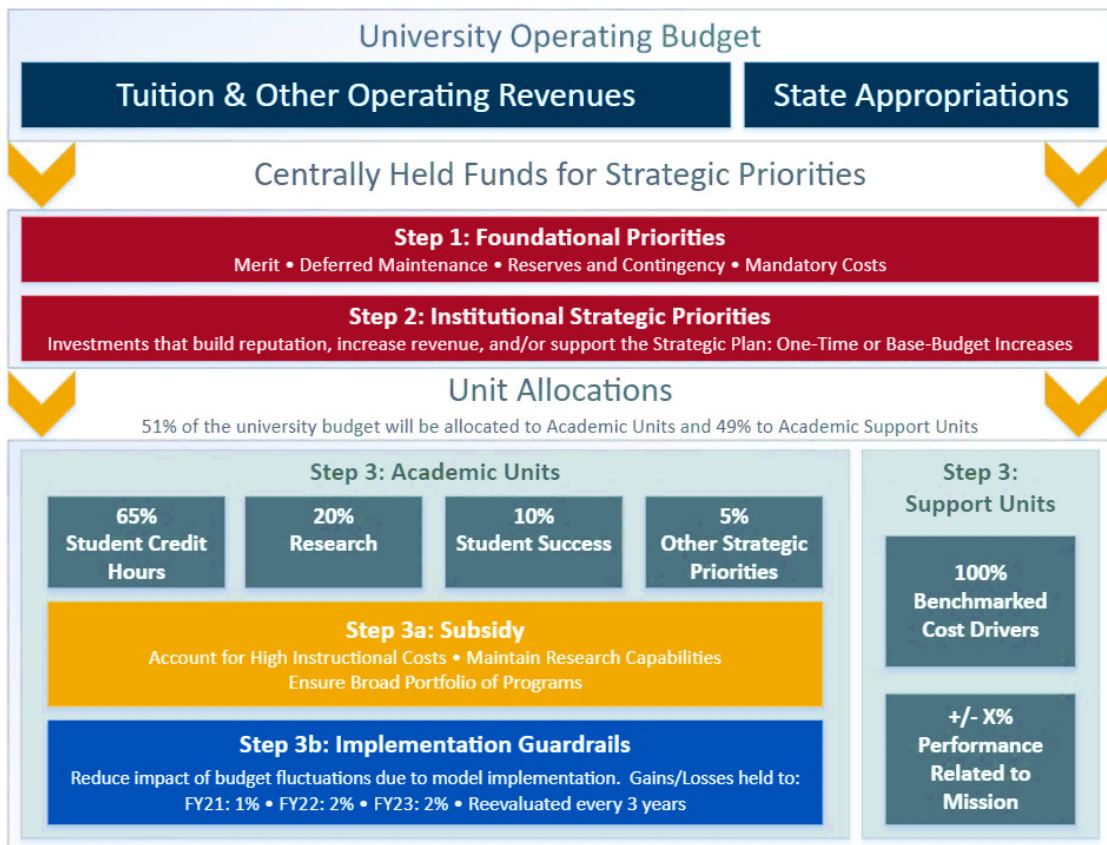 University Operating Budget
Tuition & Other Operating Revenues
State Appropriations
Centrally Held Funds for Strategic Priorities
Step 1: Foundational Priorities
Merit • Deferred Maintenance • Reserves and Contingency • Mandatory Costs
Step 2: Institutional Strategic Priorities
Investments that build reputation, increase revenue, and/or support the Strategic Plan: One-Time or Base-Budget Increases
Unit Allocations
51% of the university budget will be allocated to Academic Units and 49% to Academic Support Units
Step 3: Academic Units
65%
Student Credit
Hours
20%
Research
10%
Student Success
5%
Other Strategic
Priorities
Step 3a: Subsidy
Account for High Instructional Costs • Maintain Research Capabilities
Ensure Broad Portfolio of Programs
Step 3b: Implementation Guardrails
Reduce impact of budget fluctuations due to model implementation. Gains/Losses held to:
FY21: 1% • FY22: 2% • FY23: 2% • Reevaluated every 3 years
Step 3:
Support Units
100%
Benchmarked
Cost Drivers
+/- X%
Performance
Related to
Mission